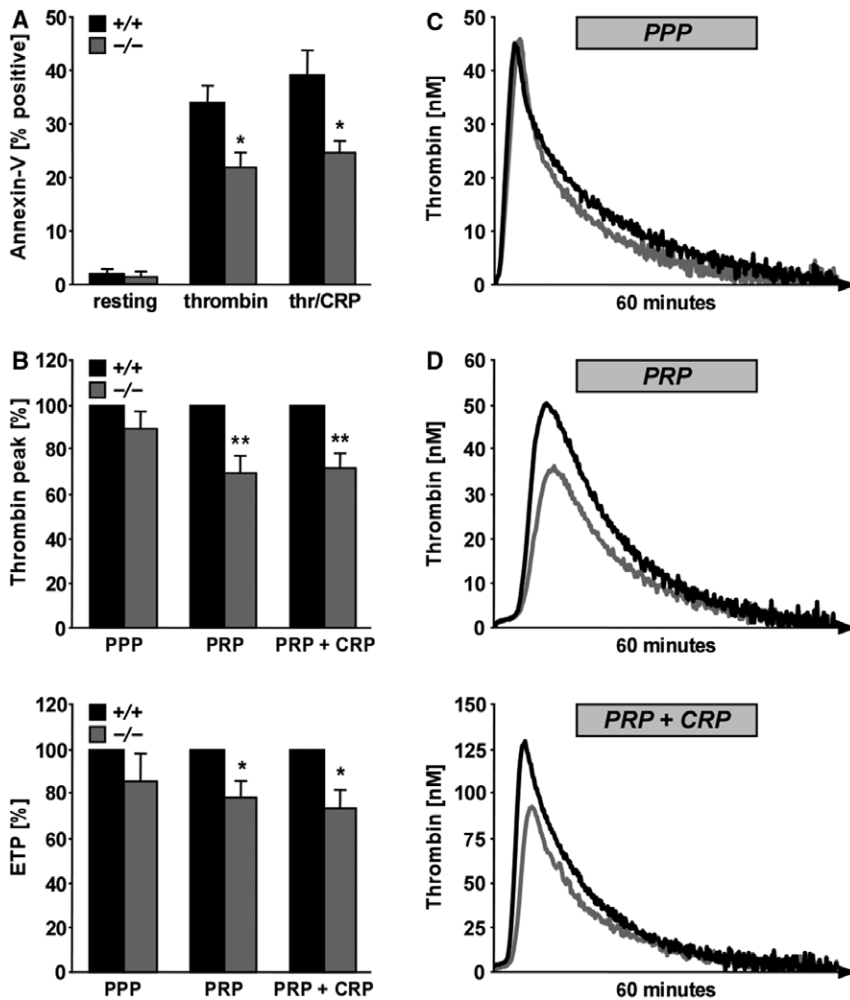 A
Annexin-V [% positive]
50
40
30
20
10
0
+/+
−/−
*
*
resting thrombin thr/CRP
B
Thrombin peak [%]
120
100
80
60
40
20
0
+/+
−/−
**
**
PPP PRP PRP + CRP
ETP [%]
120
100
80
60
40
20
0
+/+
−/−
*
*
PPP PRP PRP + CRP
C
PPP
Thrombin [nM]
50
40
30
20
10
0
60 minutes
D
PRP
Thrombin [nM]
60
50
40
30
20
10
0
60 minutes
PRP + CRP
Thrombin [nM]
150
125
100
75
50
25
0
60 minutes